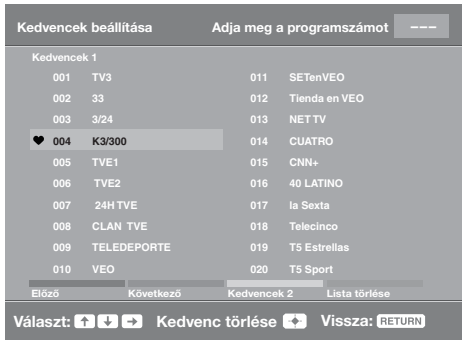 Kedvencek beállítása Adja meg a programszámot ---
Kedvencek 1
001 TV3 011 SETenVEO
002 33 012 Tienda en VEO
003 3/24 013 NET TV
004 K3/300 014 CUATRO
005 TVE1 015 CNN+
006 TVE2 016 40 LATINO
007 24H TVE 017 la Sexta
008 CLAN TVE 018 Telecinco
009 TELEDEPORTE 019 T5 Estrellas
010 VEO 020 T5 Sport
Előző Következő Kedvencek 2 Lista törlése
Választ: Kedvenc törlése Vissza: RETURN